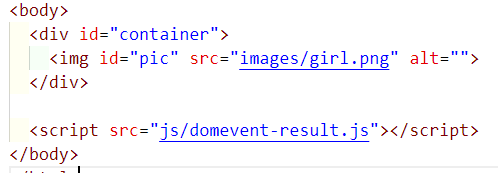 <body>
<div id="container">
<img id="pic" src="images/girl.png" alt="">
</div>
<script src="js/domevent-result.js"></script>
</body>